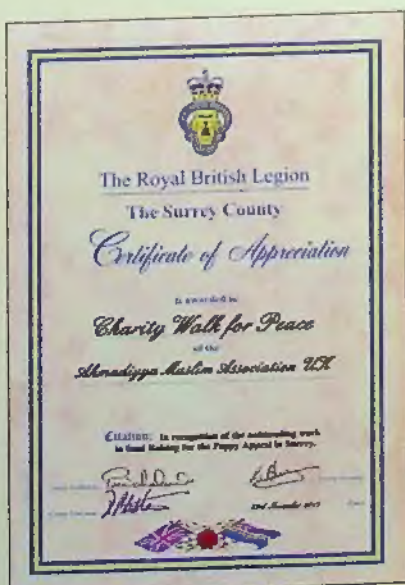 The Royal British Legion
The Surrey County
Certificate of Appreciation
is awarded to
Charity Walk for Peace
of the
Ahmadiyya Muslim Association UK
Citation: In recognition of the outstanding work
in fund Raising for the Poppy Appeal in Surrey.